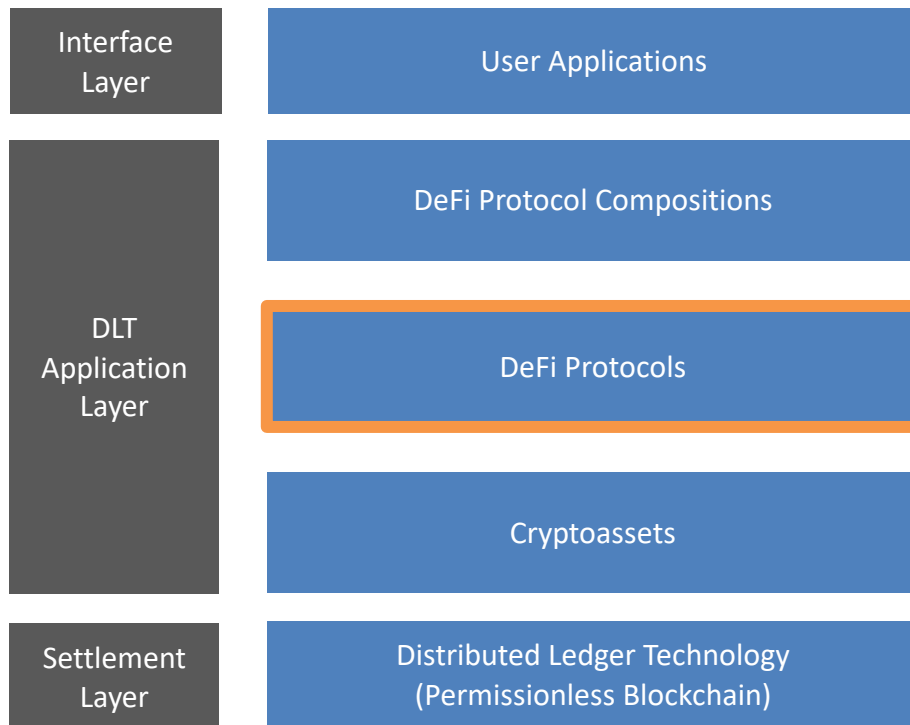 Interface
Layer
User Applications
DLT
Application
Layer
DeFi Protocol Compositions
DeFi Protocols
Cryptoassets
Settlement
Layer
Distributed Ledger Technology
(Permissionless Blockchain)